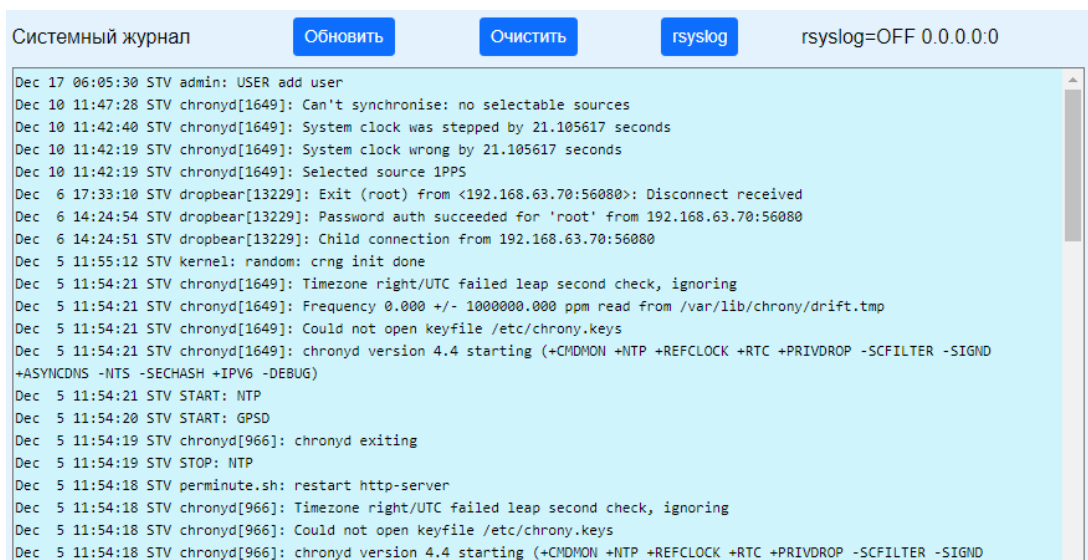 Системный журнал Обновить Очистить rsyslog rsyslog=OFF 0.0.0.0:0
Dec 17 06:05:30 STV admin: USER add user
Dec 10 11:47:28 STV chronyd[1649]: Can't synchronise: no selectable sources
Dec 10 11:42:40 STV chronyd[1649]: System clock was stepped by 21.105617 seconds
Dec 10 11:42:19 STV chronyd[1649]: System clock wrong by 21.105617 seconds
Dec 10 11:42:19 STV chronyd[1649]: Selected source 1PPS
Dec  6 17:33:10 STV dropbear[13229]: Exit (root) from <192.168.63.70:56080>: Disconnect received
Dec  6 14:24:54 STV dropbear[13229]: Password auth succeeded for 'root' from 192.168.63.70:56080
Dec  6 14:24:51 STV dropbear[13229]: Child connection from 192.168.63.70:56080
Dec  5 11:55:12 STV kernel: random: crng init done
Dec  5 11:54:21 STV chronyd[1649]: Timezone right/UTC failed leap second check, ignoring
Dec  5 11:54:21 STV chronyd[1649]: Frequency 0.000 +/- 1000000.000 ppm read from /var/lib/chrony/drift.tmp
Dec  5 11:54:21 STV chronyd[1649]: Could not open keyfile /etc/chrony.keys
Dec  5 11:54:21 STV chronyd[1649]: chronyd version 4.4 starting (+CMDMON +NTP +REFCLOCK +RTC +PRIVDROP -SCFILTER -SIGND
+ASYNCDNS -NTS -SECHASH +IPV6 -DEBUG)
Dec  5 11:54:21 STV START: NTP
Dec  5 11:54:20 STV START: GPSD
Dec  5 11:54:19 STV chronyd[966]: chronyd exiting
Dec  5 11:54:19 STV STOP: NTP
Dec  5 11:54:18 STV perminute.sh: restart http-server
Dec  5 11:54:18 STV chronyd[966]: Timezone right/UTC failed leap second check, ignoring
Dec  5 11:54:18 STV chronyd[966]: Could not open keyfile /etc/chrony.keys
Dec  5 11:54:18 STV chronyd[966]: chronyd version 4.4 starting (+CMDMON +NTP +REFCLOCK +RTC +PRIVDROP -SCFILTER -SIGND